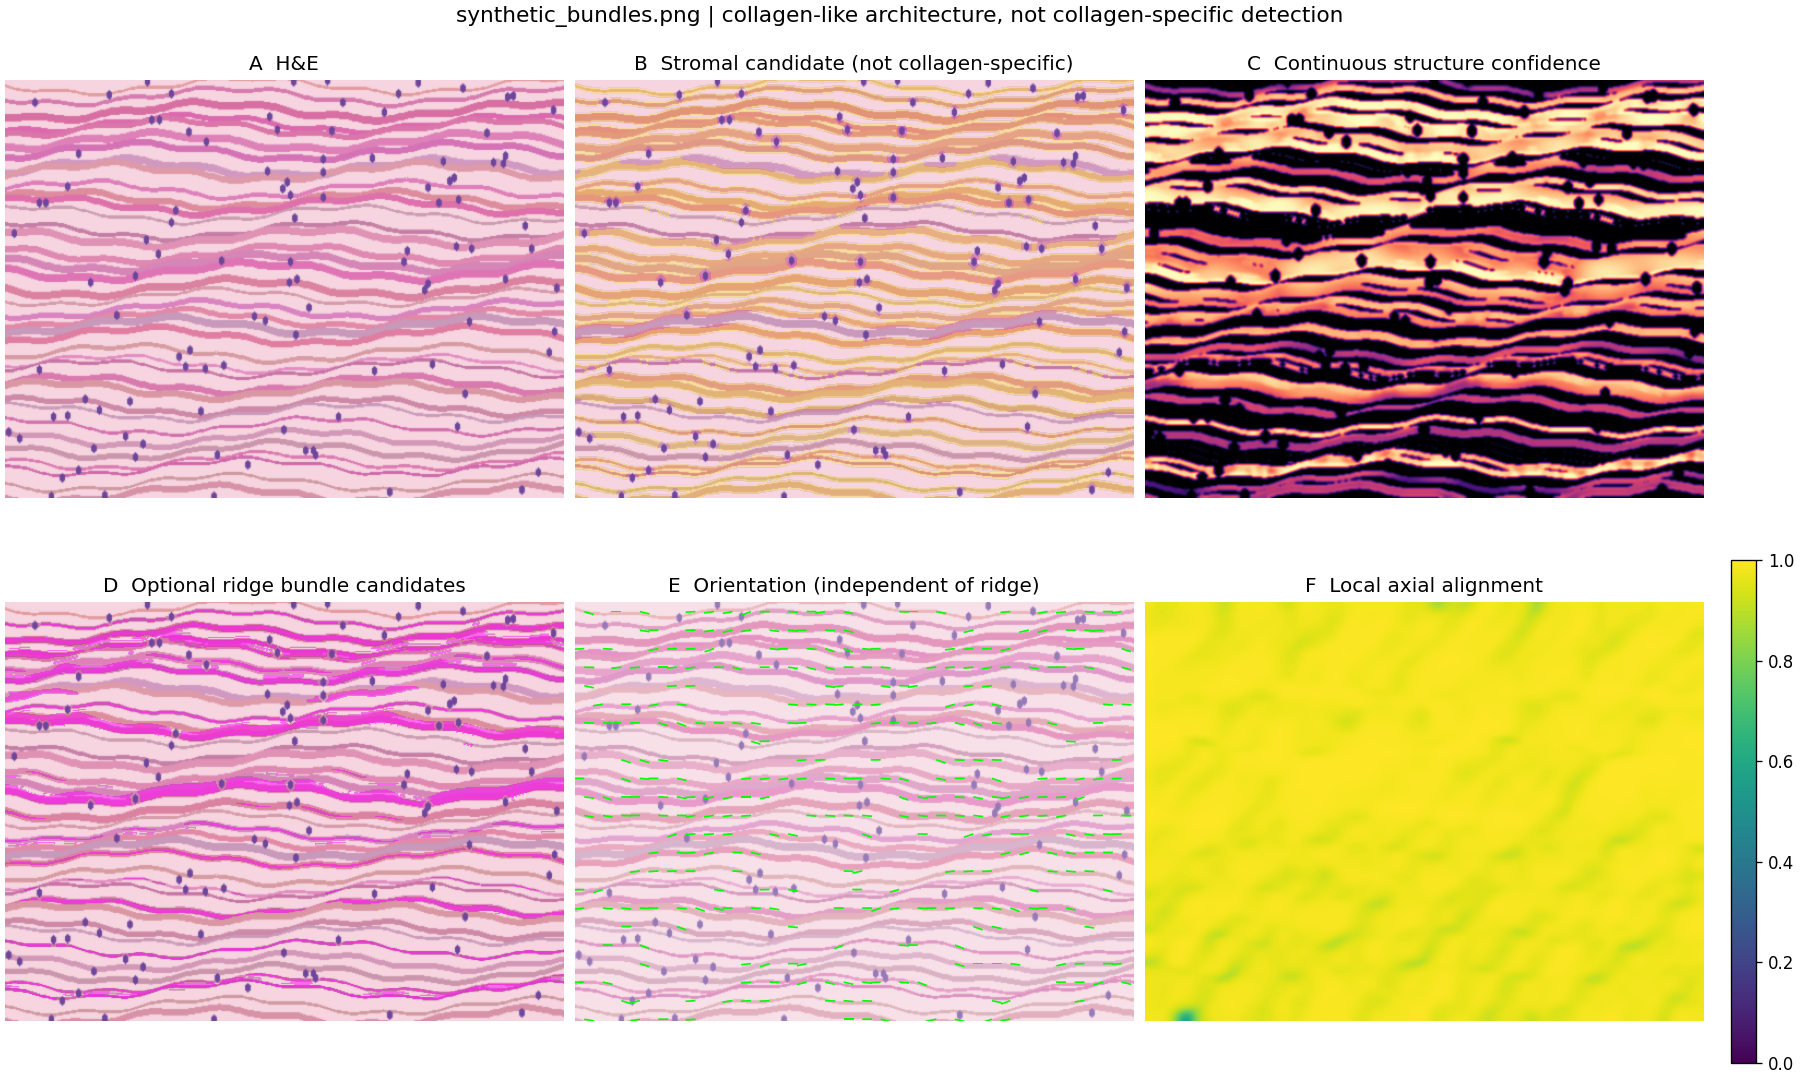 synthetic_bundles.png | collagen-like architecture, not collagen-specific detection
A  H&E
B  Stromal candidate (not collagen-specific)
C  Continuous structure confidence
D  Optional ridge bundle candidates
E  Orientation (independent of ridge)
F  Local axial alignment
1.0
0.8
0.6
0.4
0.2
0.0